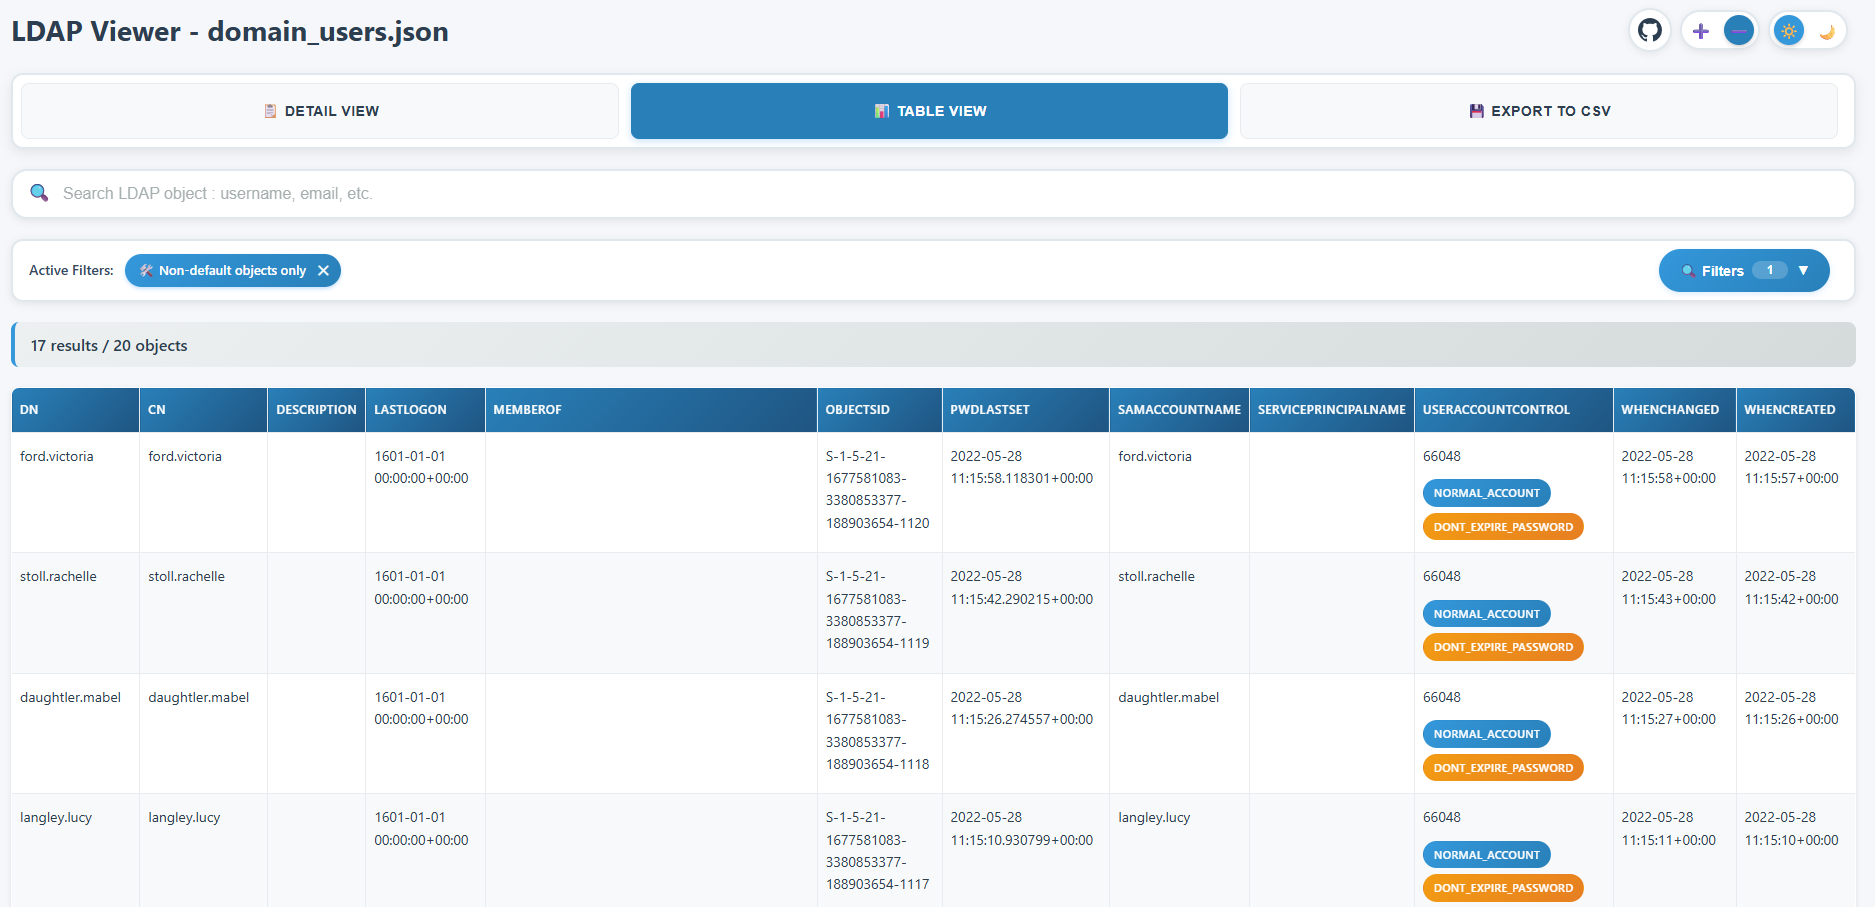 LDAP Viewer - domain_users.json
DETAIL VIEW
TABLE VIEW
EXPORT TO CSV
Search LDAP object : username, email, etc.
Active Filters: Non-default objects only ✕
Filters 1 ▼
17 results / 20 objects
DN CN DESCRIPTION LASTLOGON MEMBEROF OBJECTSID PWDLASTSET SAMACCOUNTNAME SERVICEPRINCIPALNAME USERACCOUNTCONTROL WHENCHANGED WHENCREATED
ford.victoria ford.victoria 1601-01-01 S-1-5-21- 2022-05-28 ford.victoria 66048 2022-05-28 2022-05-28
00:00:00+00:00 1677581083- 11:15:58.118301+00:00 11:15:58+00:00 11:15:57+00:00
NORMAL_ACCOUNT
3380853377-
188903654-1120 DONT_EXPIRE_PASSWORD
stoll.rachelle stoll.rachelle 1601-01-01 S-1-5-21- 2022-05-28 stoll.rachelle 66048 2022-05-28 2022-05-28
00:00:00+00:00 1677581083- 11:15:42.290215+00:00 11:15:43+00:00 11:15:42+00:00
NORMAL_ACCOUNT
3380853377-
188903654-1119 DONT_EXPIRE_PASSWORD
daughtler.mabel daughtler.mabel 1601-01-01 S-1-5-21- 2022-05-28 daughtler.mabel 66048 2022-05-28 2022-05-28
00:00:00+00:00 1677581083- 11:15:26.274557+00:00 11:15:27+00:00 11:15:26+00:00
NORMAL_ACCOUNT
3380853377-
188903654-1118 DONT_EXPIRE_PASSWORD
langley.lucy langley.lucy 1601-01-01 S-1-5-21- 2022-05-28 langley.lucy 66048 2022-05-28 2022-05-28
00:00:00+00:00 1677581083- 11:15:10.930799+00:00 11:15:11+00:00 11:15:10+00:00
NORMAL_ACCOUNT
3380853377-
188903654-1117 DONT_EXPIRE_PASSWORD